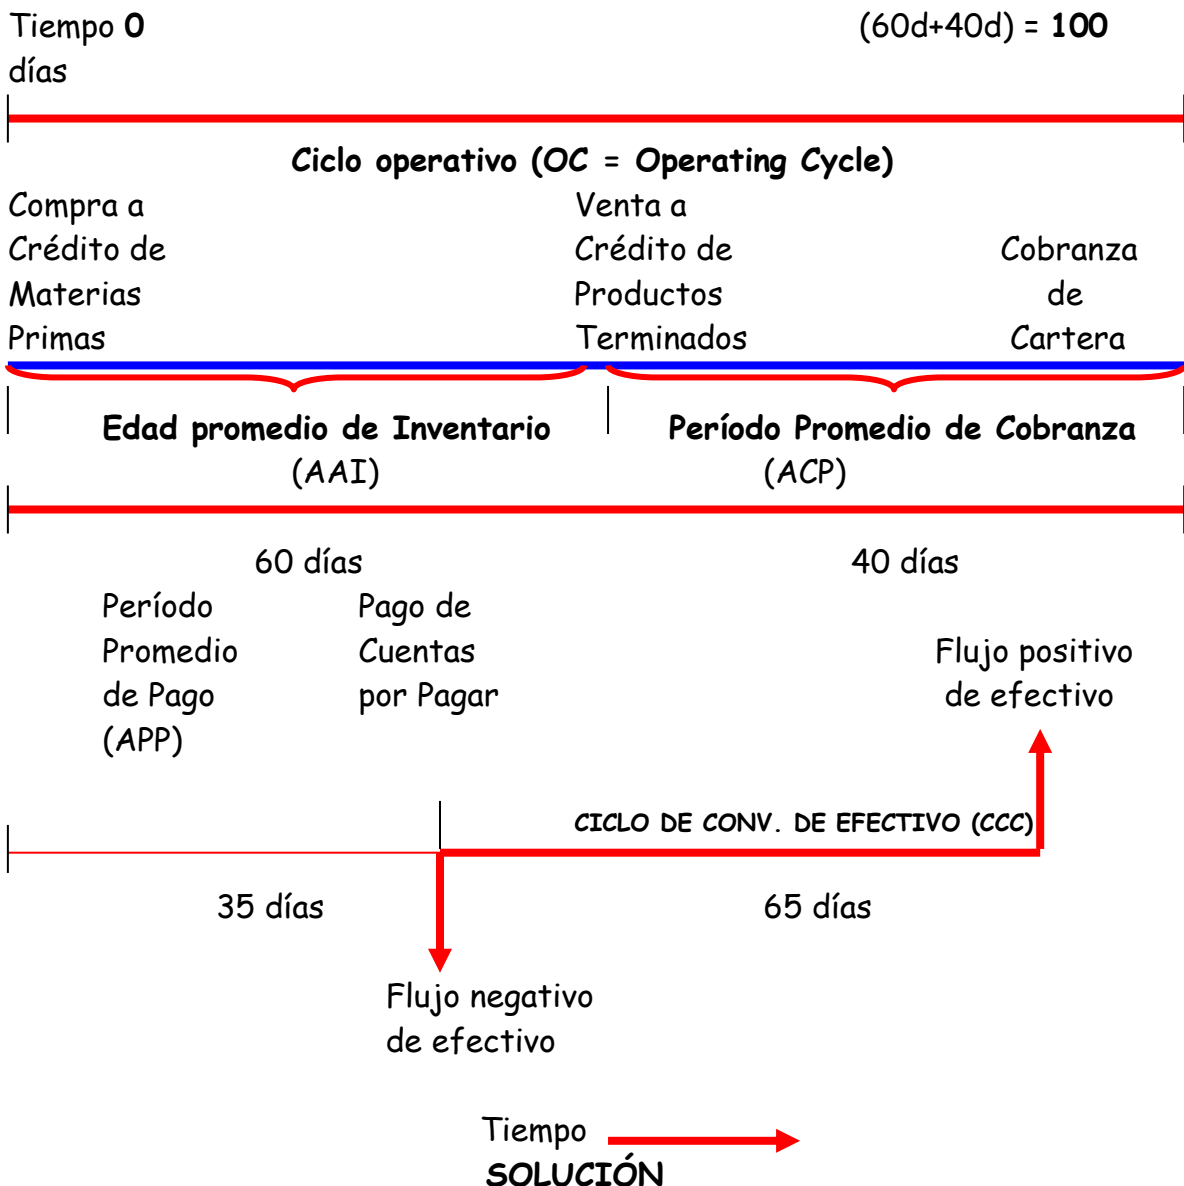 Tiempo 0 (60d+40d) = 100
días
Ciclo operativo (OC = Operating Cycle)
Compra a Venta a
Crédito de Crédito de Cobranza
Materias Productos de
Primas Terminados Cartera
Edad promedio de Inventario Período Promedio de Cobranza
(AAI) (ACP)
60 días 40 días
Período Pago de
Promedio Cuentas Flujo positivo
de Pago por Pagar de efectivo
(APP)
CICLO DE CONV. DE EFECTIVO (CCC)
35 días 65 días
Flujo negativo
de efectivo
Tiempo
SOLUCIÓN